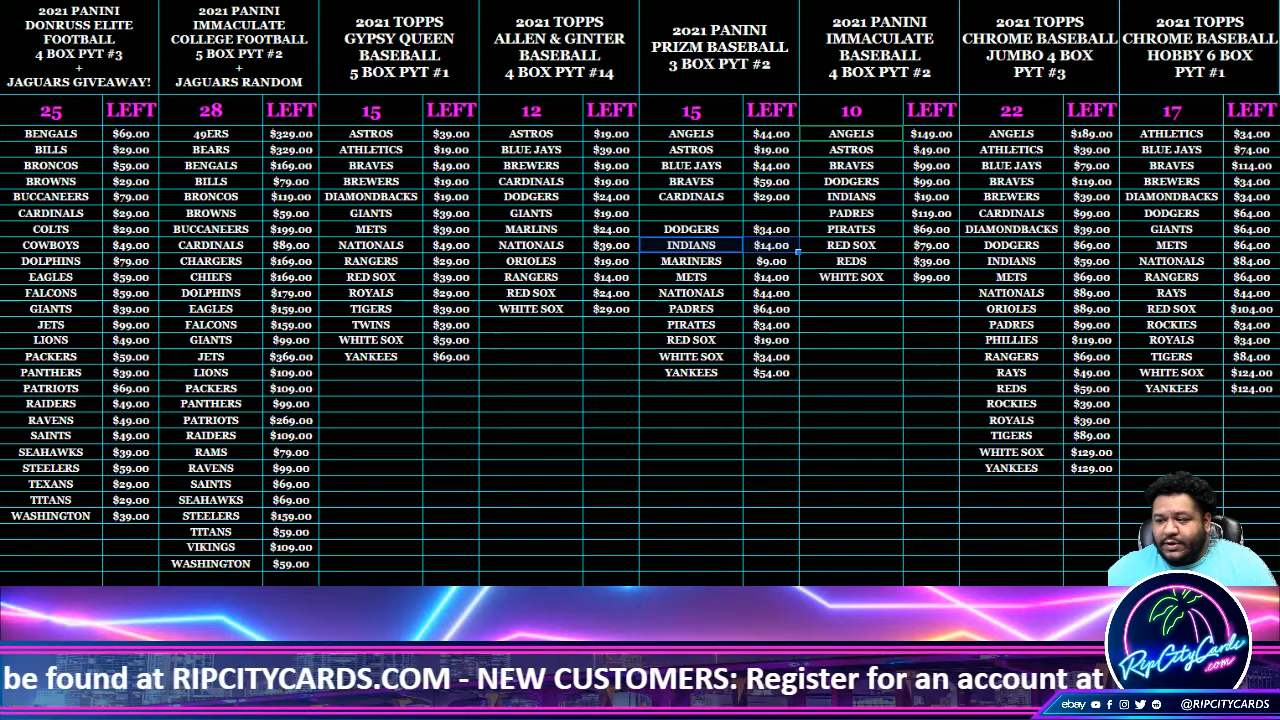 2021 PANINI
DONRUSS ELITE
FOOTBALL
4 BOX PYT #3
+
JAGUARS GIVEAWAY!
2021 PANINI
IMMACULATE
COLLEGE FOOTBALL
5 BOX PYT #2
+
JAGUARS RANDOM
2021 TOPPS
GYPSY QUEEN
BASEBALL
5 BOX PYT #1
2021 TOPPS
ALLEN & GINTER
BASEBALL
4 BOX PYT #14
2021 PANINI
PRIZM BASEBALL
3 BOX PYT #2
2021 PANINI
IMMACULATE
BASEBALL
4 BOX PYT #2
2021 TOPPS
CHROME BASEBALL
JUMBO 4 BOX
PYT #3
2021 TOPPS
CHROME BASEBALL
HOBBY 6 BOX
PYT #1
25 LEFT 28 LEFT 15 LEFT 12 LEFT 15 LEFT 10 LEFT 22 LEFT 17 LEFT
BENGALS $69.00 49ERS $329.00 ASTROS $39.00 ASTROS $19.00 ANGELS $44.00 ANGELS $149.00 ANGELS $189.00 ATHLETICS $34.00
BILLS $29.00 BEARS $329.00 ATHLETICS $19.00 BLUE JAYS $39.00 ASTROS $19.00 ASTROS $49.00 ATHLETICS $39.00 BLUE JAYS $74.00
BRONCOS $59.00 BENGALS $169.00 BRAVES $49.00 BREWERS $19.00 BLUE JAYS $44.00 BRAVES $99.00 BLUE JAYS $79.00 BRAVES $114.00
BROWNS $29.00 BILLS $79.00 BREWERS $19.00 CARDINALS $19.00 BRAVES $59.00 DODGERS $99.00 BRAVES $119.00 BREWERS $34.00
BUCCANEERS $79.00 BRONCOS $119.00 DIAMONDBACKS $19.00 DODGERS $24.00 CARDINALS $29.00 INDIANS $19.00 BREWERS $39.00 DIAMONDBACKS $34.00
CARDINALS $29.00 BROWNS $59.00 GIANTS $39.00 GIANTS $19.00 PADRES $119.00 CARDINALS $99.00 DODGERS $64.00
COLTS $29.00 BUCCANEERS $199.00 METS $39.00 MARLINS $24.00 DODGERS $34.00 PIRATES $69.00 DIAMONDBACKS $39.00 GIANTS $64.00
COWBOYS $49.00 CARDINALS $89.00 NATIONALS $49.00 NATIONALS $39.00 INDIANS $14.00 RED SOX $79.00 DODGERS $69.00 METS $64.00
DOLPHINS $79.00 CHARGERS $169.00 RANGERS $29.00 ORIOLES $19.00 MARINERS $9.00 REDS $39.00 INDIANS $59.00 NATIONALS $84.00
EAGLES $59.00 CHIEFS $169.00 RED SOX $39.00 RANGERS $14.00 METS $14.00 WHITE SOX $99.00 METS $69.00 RANGERS $64.00
FALCONS $59.00 DOLPHINS $179.00 ROYALS $29.00 RED SOX $24.00 NATIONALS $44.00 NATIONALS $89.00 RAYS $44.00
GIANTS $39.00 EAGLES $159.00 TIGERS $39.00 WHITE SOX $29.00 PADRES $64.00 ORIOLES $89.00 RED SOX $104.00
JETS $99.00 FALCONS $159.00 TWINS $39.00 PIRATES $34.00 PADRES $99.00 ROCKIES $34.00
LIONS $49.00 GIANTS $99.00 WHITE SOX $59.00 RED SOX $19.00 PHILLIES $119.00 ROYALS $34.00
PACKERS $59.00 JETS $369.00 YANKEES $69.00 WHITE SOX $34.00 RANGERS $69.00 TIGERS $84.00
PANTHERS $39.00 LIONS $109.00 YANKEES $54.00 RAYS $49.00 WHITE SOX $124.00
PATRIOTS $69.00 PACKERS $109.00 REDS $59.00 YANKEES $124.00
RAIDERS $49.00 PANTHERS $99.00 ROCKIES $39.00
RAVENS $49.00 PATRIOTS $269.00 ROYALS $39.00
SAINTS $49.00 RAIDERS $109.00 TIGERS $89.00
SEAHAWKS $39.00 RAMS $79.00 WHITE SOX $129.00
STEELERS $59.00 RAVENS $99.00 YANKEES $129.00
TEXANS $29.00 SAINTS $69.00
TITANS $29.00 SEAHAWKS $69.00
WASHINGTON $39.00 STEELERS $159.00
TITANS $59.00
VIKINGS $109.00
WASHINGTON $59.00
be found at RIPCITYCARDS.COM - NEW CUSTOMERS: Register for an account at
RipCityCards
.com
ebay @RIPCITYCARDS